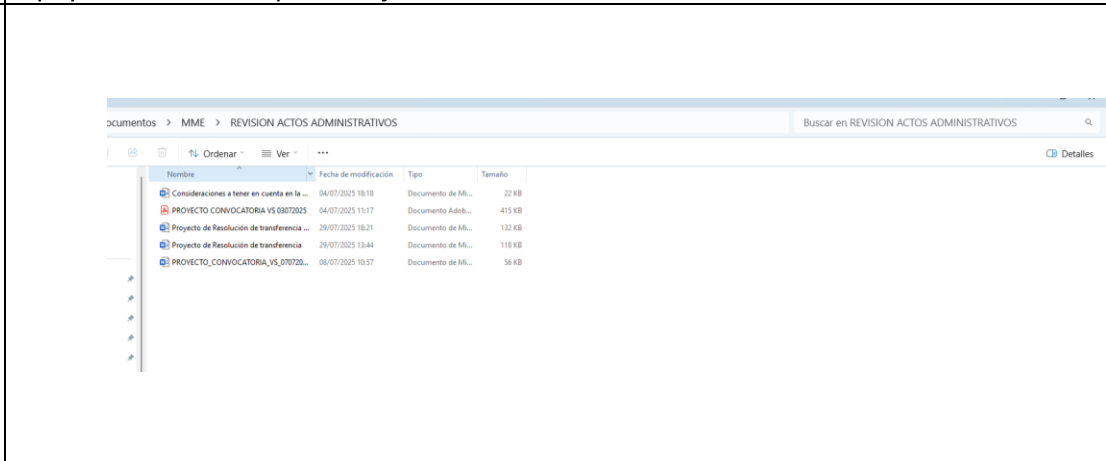 ocumentos > MME > REVISION ACTOS ADMINISTRATIVOS
Buscar en REVISION ACTOS ADMINISTRATIVOS
Ordenar Ver ...
Detalles
Nombre Fecha de modificación Tipo Tamaño
Consideraciones a tener en cuenta en la ... 04/07/2025 18:18 Documento de Mi... 22 KB
PROYECTO CONVOCATORIA VS 03072025 04/07/2025 11:17 Documento Adob... 415 KB
Proyecto de Resolución de transferencia ... 29/07/2025 18:21 Documento de Mi... 132 KB
Proyecto de Resolución de transferencia 29/07/2025 13:44 Documento de Mi... 118 KB
PROYECTO_CONVOCATORIA_VS_070720... 08/07/2025 10:57 Documento de Mi... 56 KB